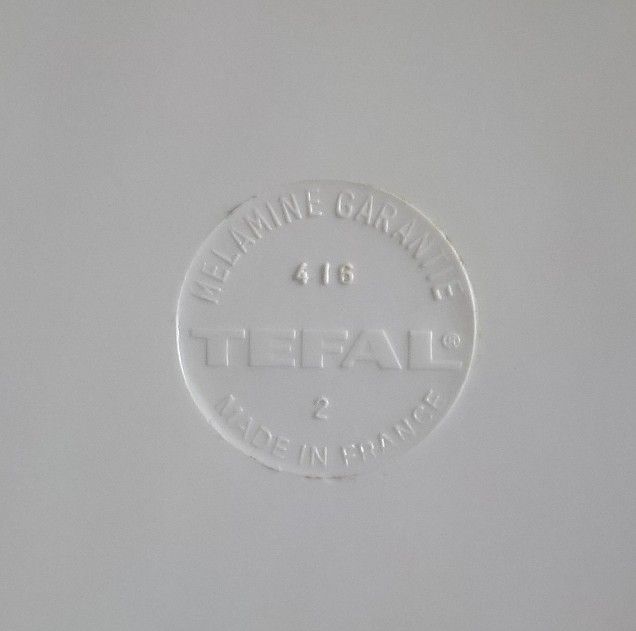 MELAMINE GARANTIE
416
TEFAL®
2
MADE IN FRANCE